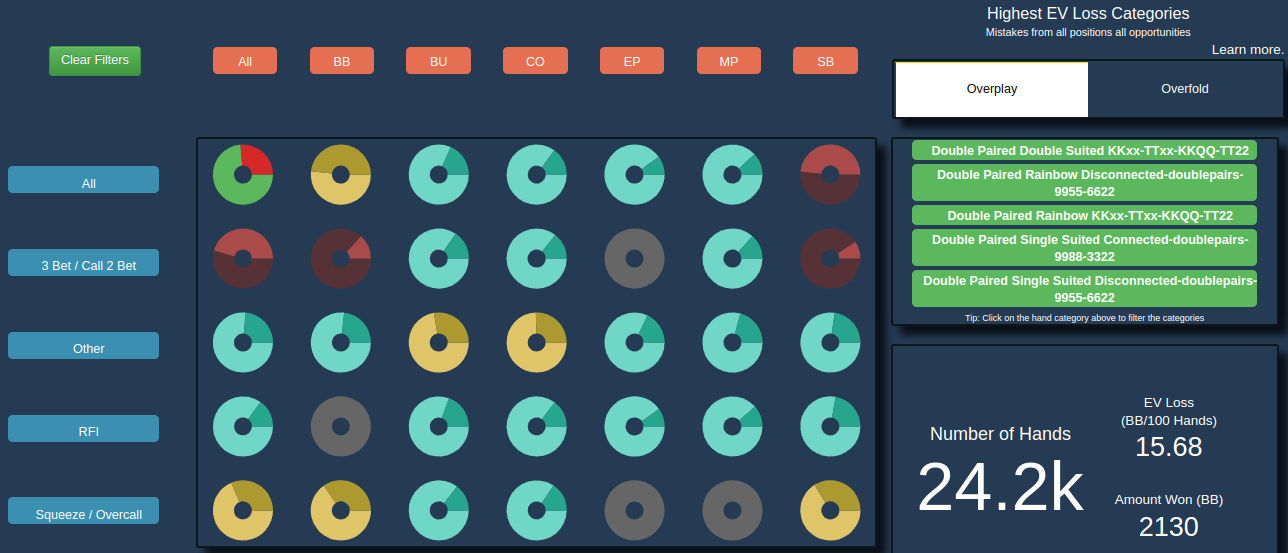 Highest EV Loss Categories
Mistakes from all positions all opportunities
Learn more.
Clear Filters
All
BB
BU
CO
EP
MP
SB
Overplay
Overfold
All
3 Bet / Call 2 Bet
Other
RFI
Squeeze / Overcall
Double Paired Double Suited KKxx-TTxx-KKQQ-TT22
Double Paired Rainbow Disconnected-doublepairs-
9955-6622
Double Paired Rainbow KKxx-TTxx-KKQQ-TT22
Double Paired Single Suited Connected-doublepairs-
9988-3322
Double Paired Single Suited Disconnected-doublepairs-
9955-6622
Tip: Click on the hand category above to filter the categories
Number of Hands
24.2k
EV Loss
(BB/100 Hands)
15.68
Amount Won (BB)
2130